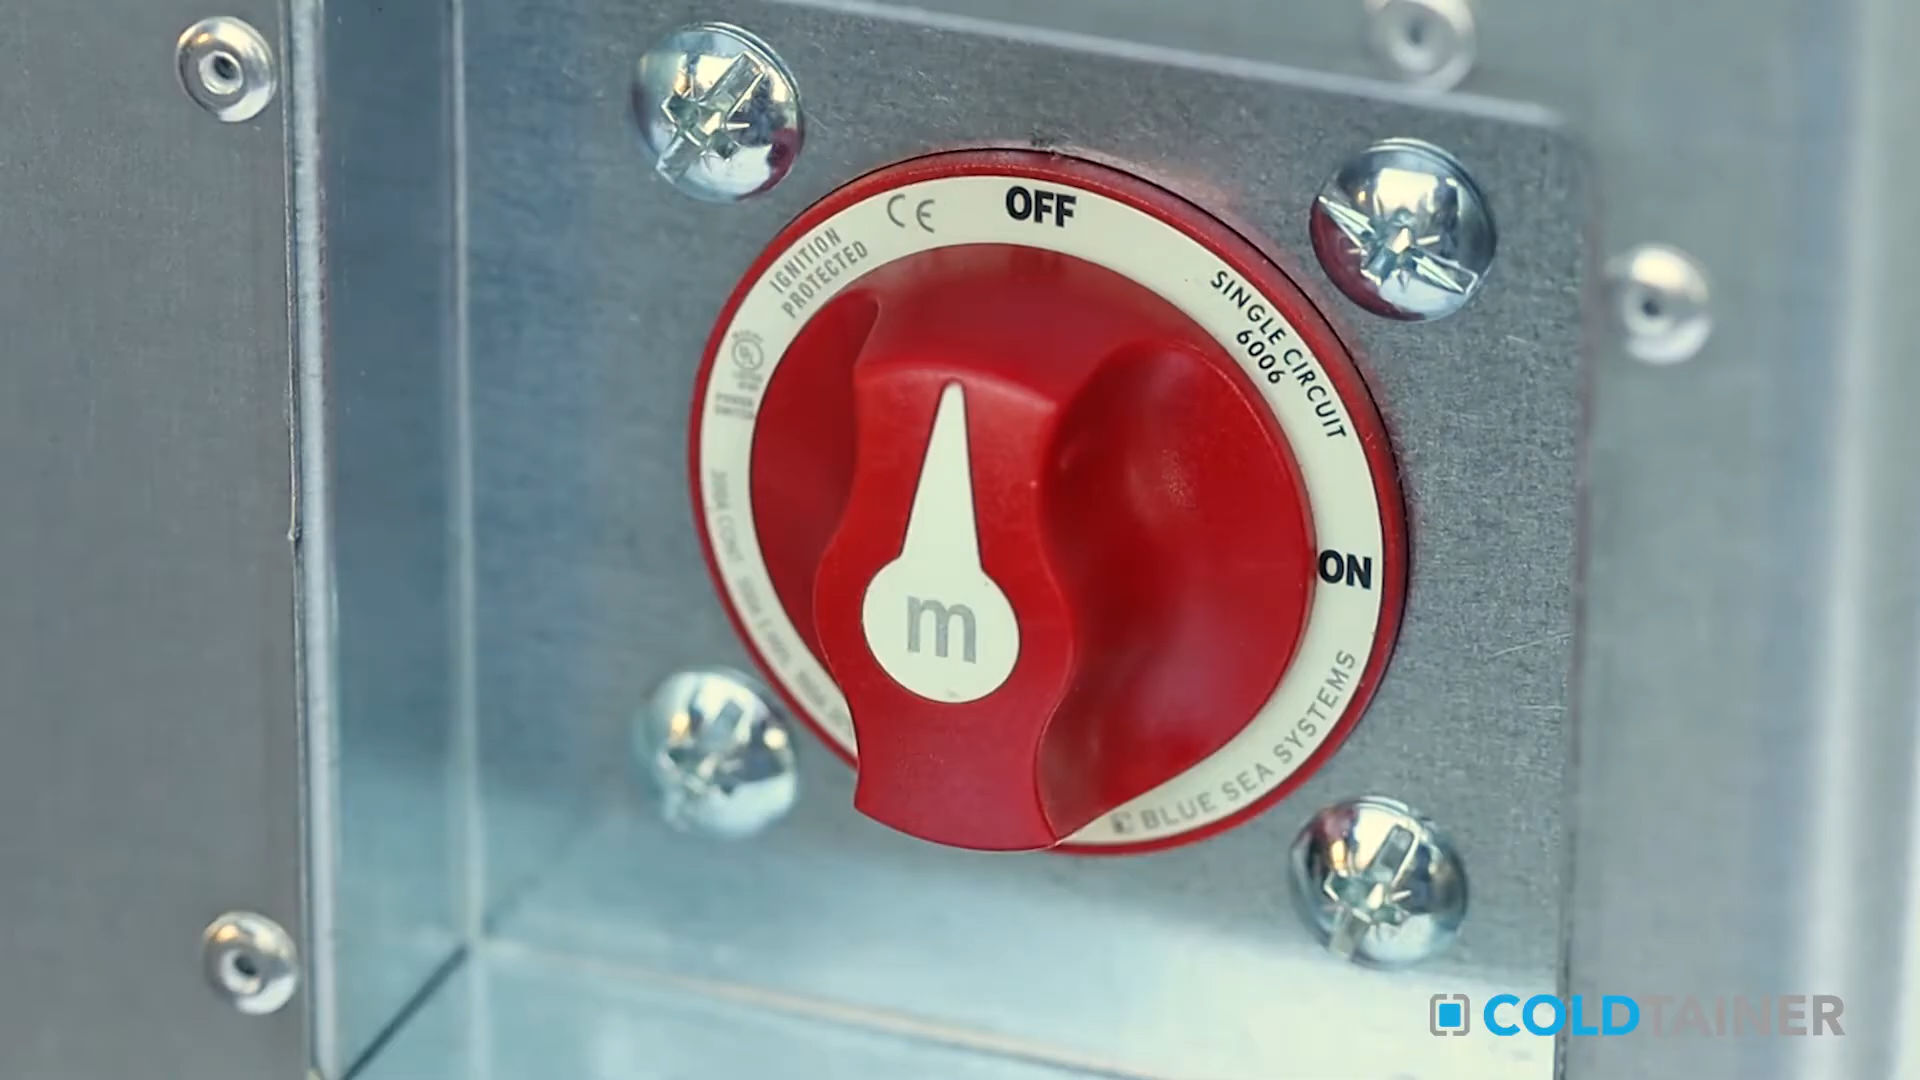 OFF
CE
IGNITION
PROTECTED
SINGLE CIRCUIT
6006
ON
m
BLUE SEA SYSTEMS
COLDTAINER